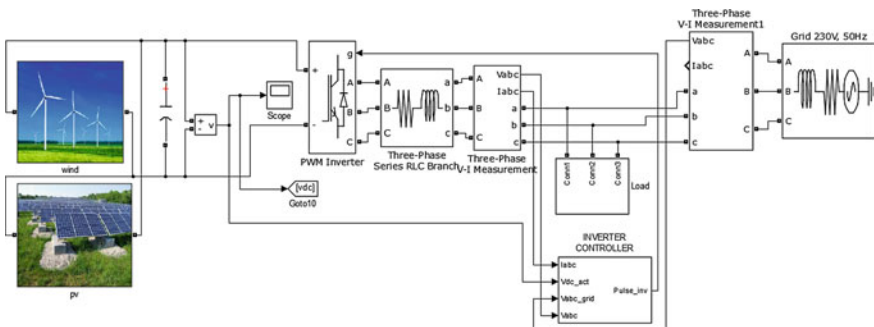 Three-Phase
V-I Measurement1
Grid 230V, 50Hz
Vabc
Iabc
a
b
c
A
B
C
A
B
C
wind
+
-
v
Scope
[vdc]
Goto10
g
+
-
A
B
C
PWM Inverter
A
B
C
a
b
c
Three-Phase
Series RLC Branch
A
B
C
Vabc
Iabc
a
b
c
Three-Phase
V-I Measurement
Conn1
Conn2
Conn3
Load
INVERTER
CONTROLLER
Iabc
Vdc_act
Vabc_grid
Vabc
Pulse_inv
pv
+